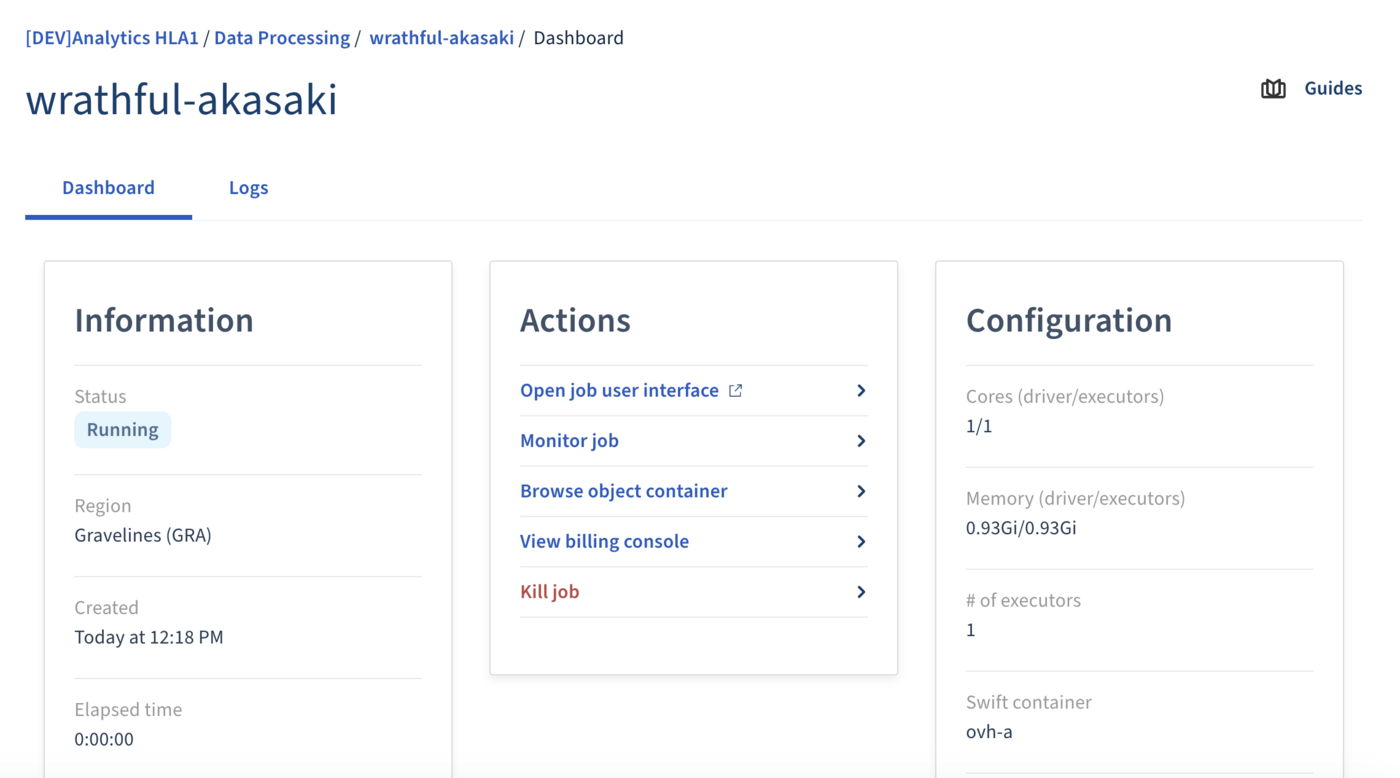 [DEV]Analytics HLA1 / Data Processing / wrathful-akasaki / Dashboard
wrathful-akasaki
Guides
Dashboard
Logs
Information
Status
Running
Region
Gravelines (GRA)
Created
Today at 12:18 PM
Elapsed time
0:00:00
Actions
Open job user interface
Monitor job
Browse object container
View billing console
Kill job
Configuration
Cores (driver/executors)
1/1
Memory (driver/executors)
0.93Gi/0.93Gi
# of executors
1
Swift container
ovh-a